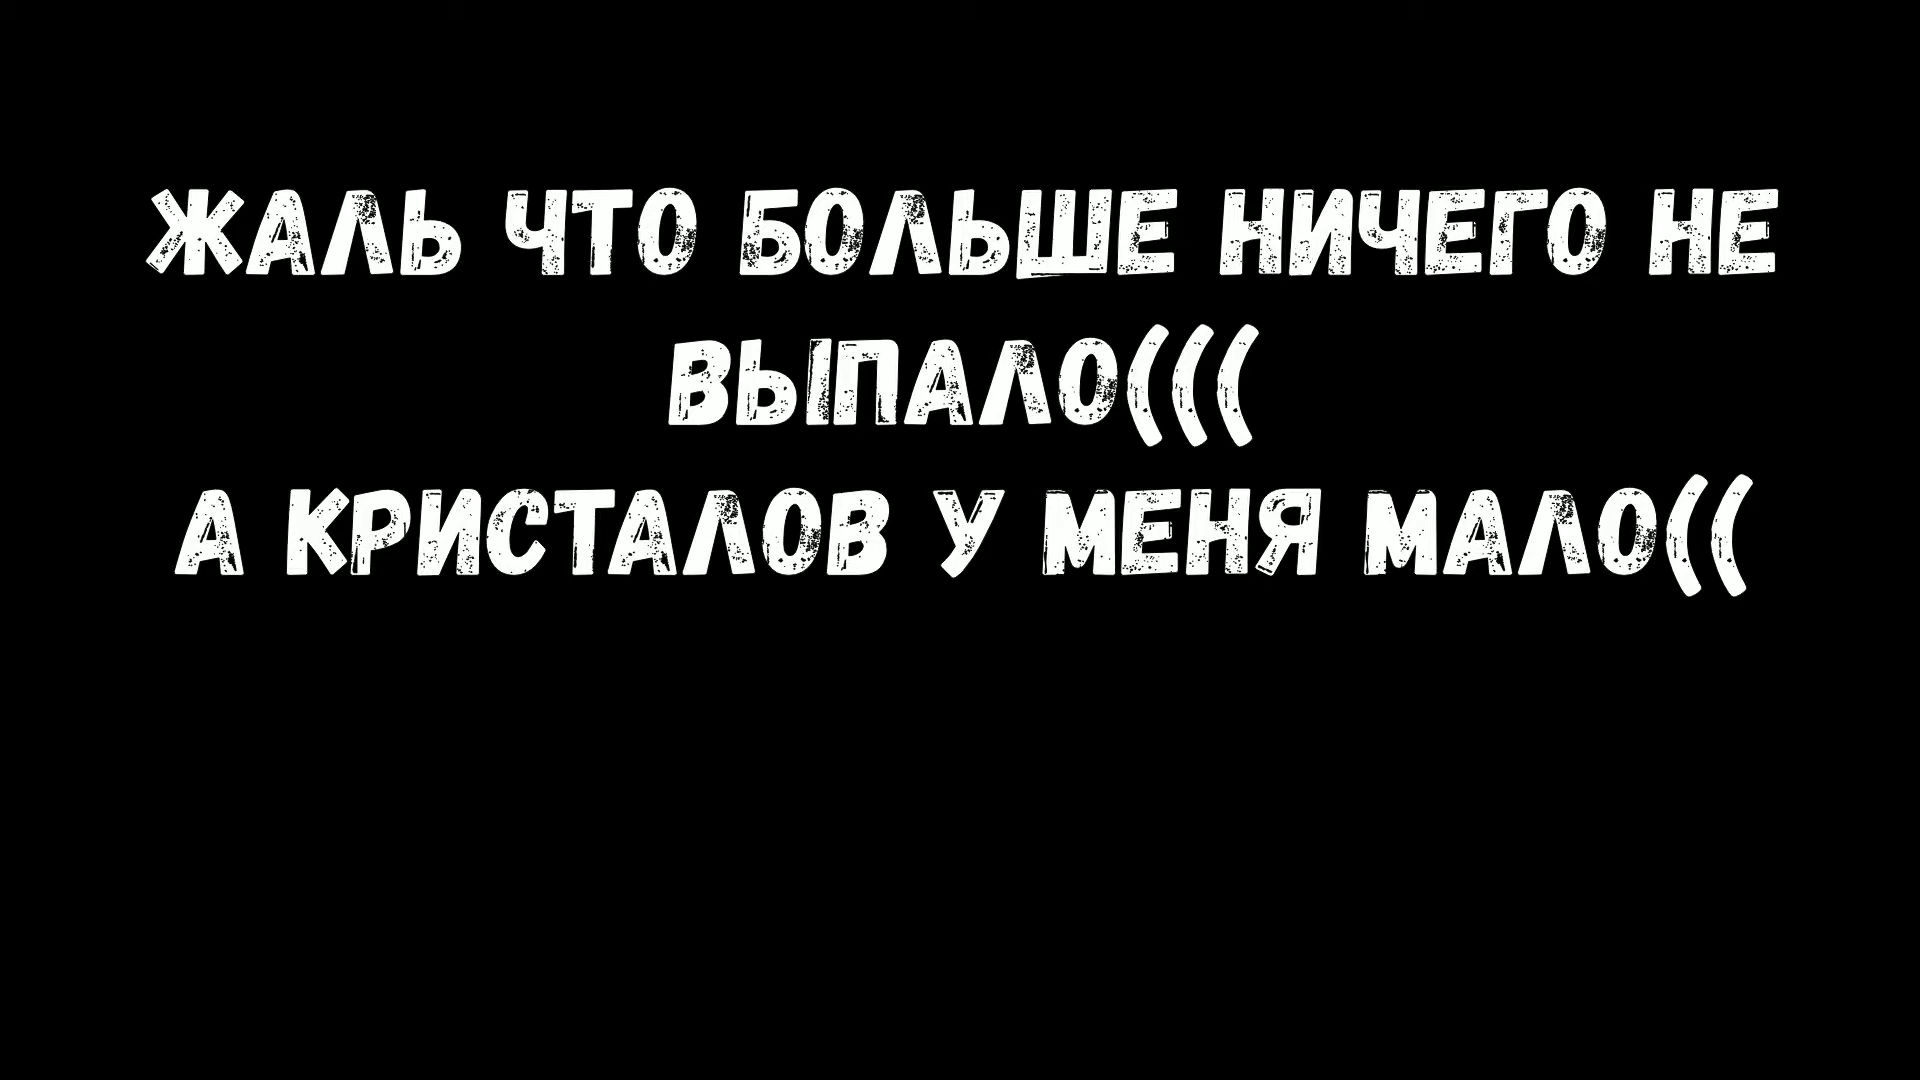 ЖАЛЬ ЧТО БОЛЬШЕ НИЧЕГО НЕ
ВЫПАЛО(((
А КРИСТАЛОВ У МЕНЯ МАЛО((